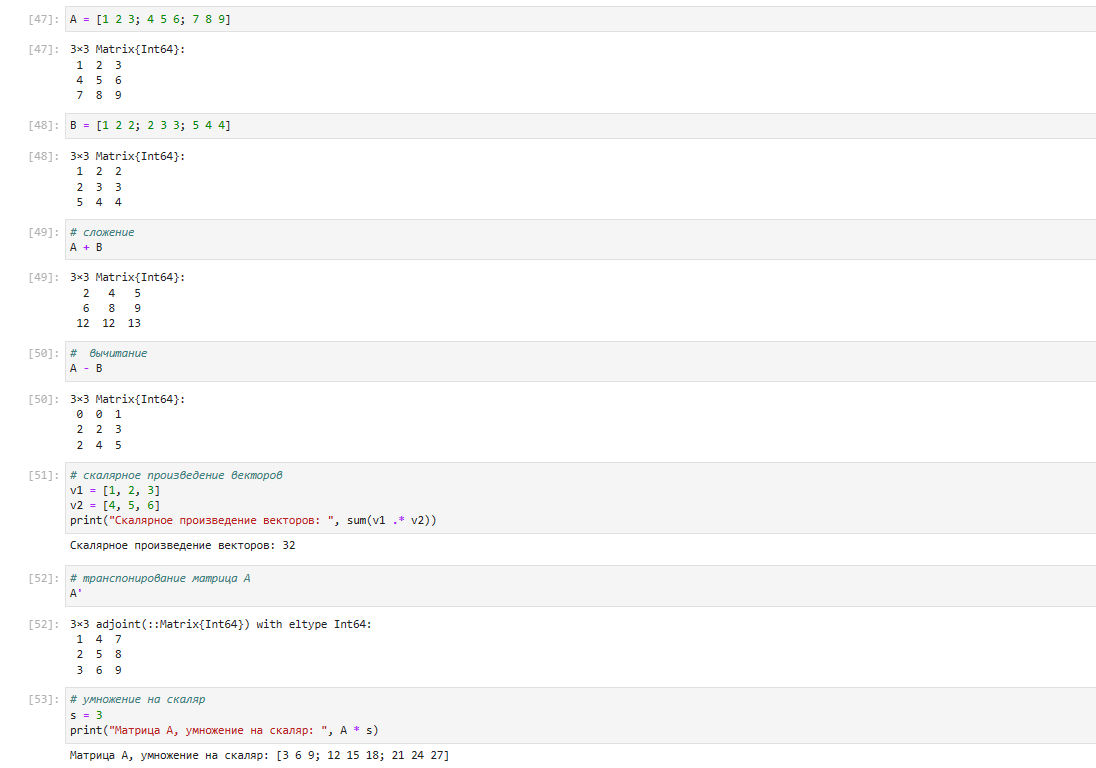 [47]: A = [1 2 3; 4 5 6; 7 8 9]
[47]: 3×3 Matrix{Int64}:
1 2 3
4 5 6
7 8 9
[48]: B = [1 2 2; 2 3 3; 5 4 4]
[48]: 3×3 Matrix{Int64}:
1 2 2
2 3 3
5 4 4
[49]: # сложение
A + B
[49]: 3×3 Matrix{Int64}:
2 4 5
6 8 9
12 12 13
[50]: # вычитание
A - B
[50]: 3×3 Matrix{Int64}:
0 0 1
2 2 3
2 4 5
[51]: # скалярное произведение векторов
v1 = [1, 2, 3]
v2 = [4, 5, 6]
print("Скалярное произведение векторов: ", sum(v1 .* v2))
Скалярное произведение векторов: 32
[52]: # транспонирование матрица A
A'
[52]: 3×3 adjoint(::Matrix{Int64}) with eltype Int64:
1 4 7
2 5 8
3 6 9
[53]: # умножение на скаляр
s = 3
print("Матрица A, умножение на скаляр: ", A * s)
Матрица A, умножение на скаляр: [3 6 9; 12 15 18; 21 24 27]